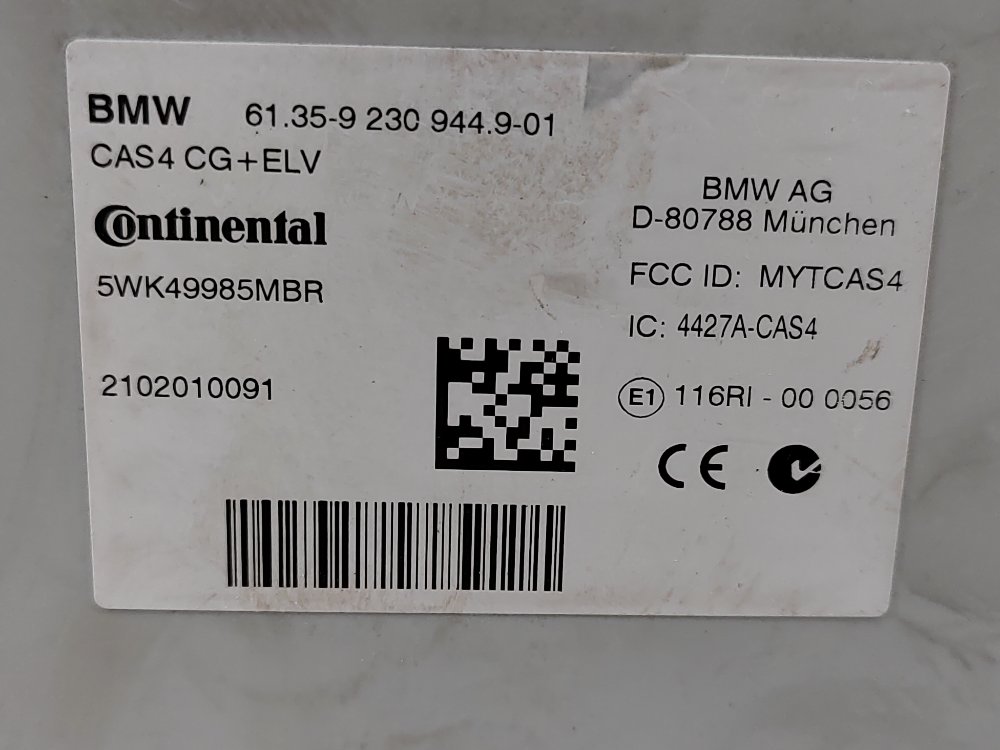 BMW 61.35-9 230 944.9-01
CAS4 CG+ELV
Continental
5WK49985MBR
2102010091
BMW AG
D-80788 München
FCC ID: MYTCAS4
IC: 4427A-CAS4
E1 116RI - 00 0056
CE